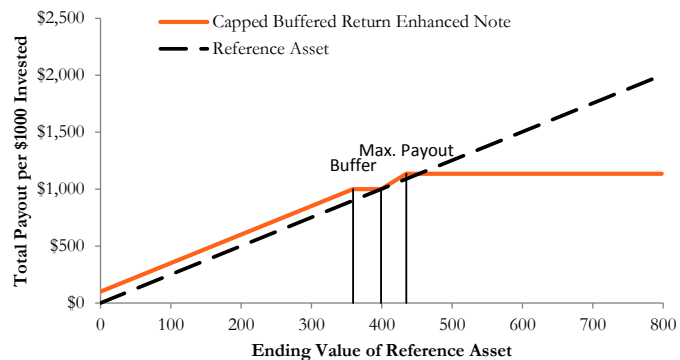 $2,500
Capped Buffered Return Enhanced Note
Reference Asset
$2,000
$1,500
Max. Payout
Buffer
$1,000
$500
$0
Total Payout per $1000 Invested
0 100 200 300 400 500 600 700 800
Ending Value of Reference Asset